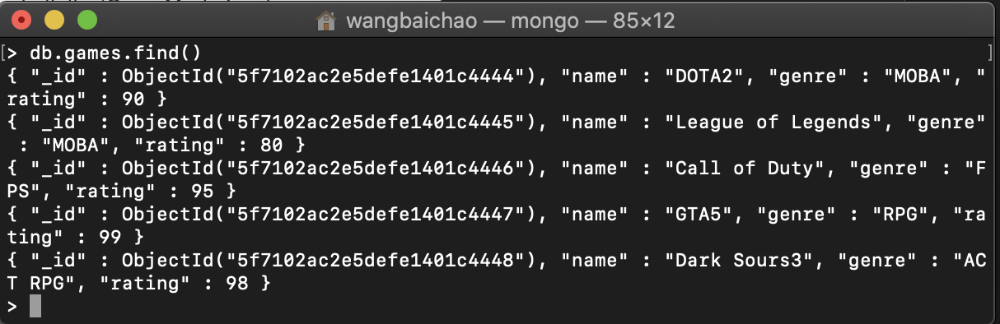 wangbaichao — mongo — 85×12
[> db.games.find() ]
{ "_id" : ObjectId("5f7102ac2e5defe1401c4444"), "name" : "DOTA2", "genre" : "MOBA", "
rating" : 90 }
{ "_id" : ObjectId("5f7102ac2e5defe1401c4445"), "name" : "League of Legends", "genre"
 : "MOBA", "rating" : 80 }
{ "_id" : ObjectId("5f7102ac2e5defe1401c4446"), "name" : "Call of Duty", "genre" : "F
PS", "rating" : 95 }
{ "_id" : ObjectId("5f7102ac2e5defe1401c4447"), "name" : "GTA5", "genre" : "RPG", "ra
ting" : 99 }
{ "_id" : ObjectId("5f7102ac2e5defe1401c4448"), "name" : "Dark Sours3", "genre" : "AC
T RPG", "rating" : 98 }
>